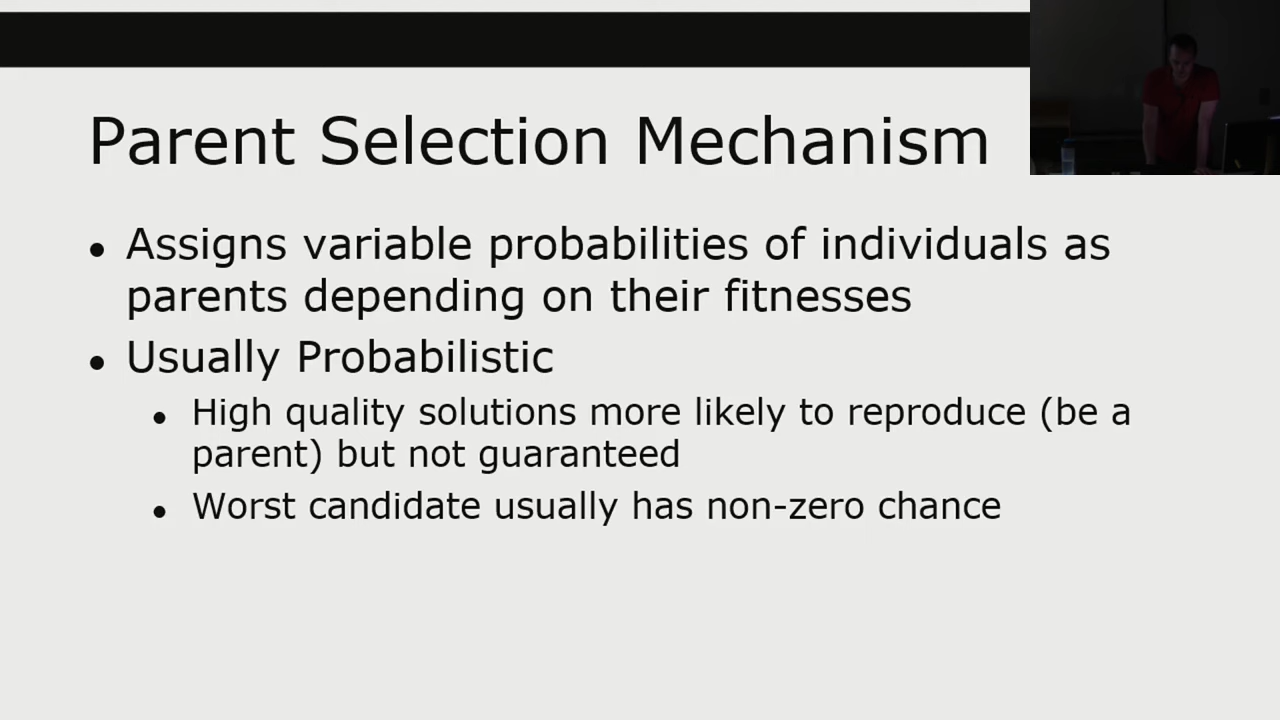 Parent Selection Mechanism
• Assigns variable probabilities of individuals as
parents depending on their fitnesses
• Usually Probabilistic
• High quality solutions more likely to reproduce (be a
parent) but not guaranteed
• Worst candidate usually has non-zero chance